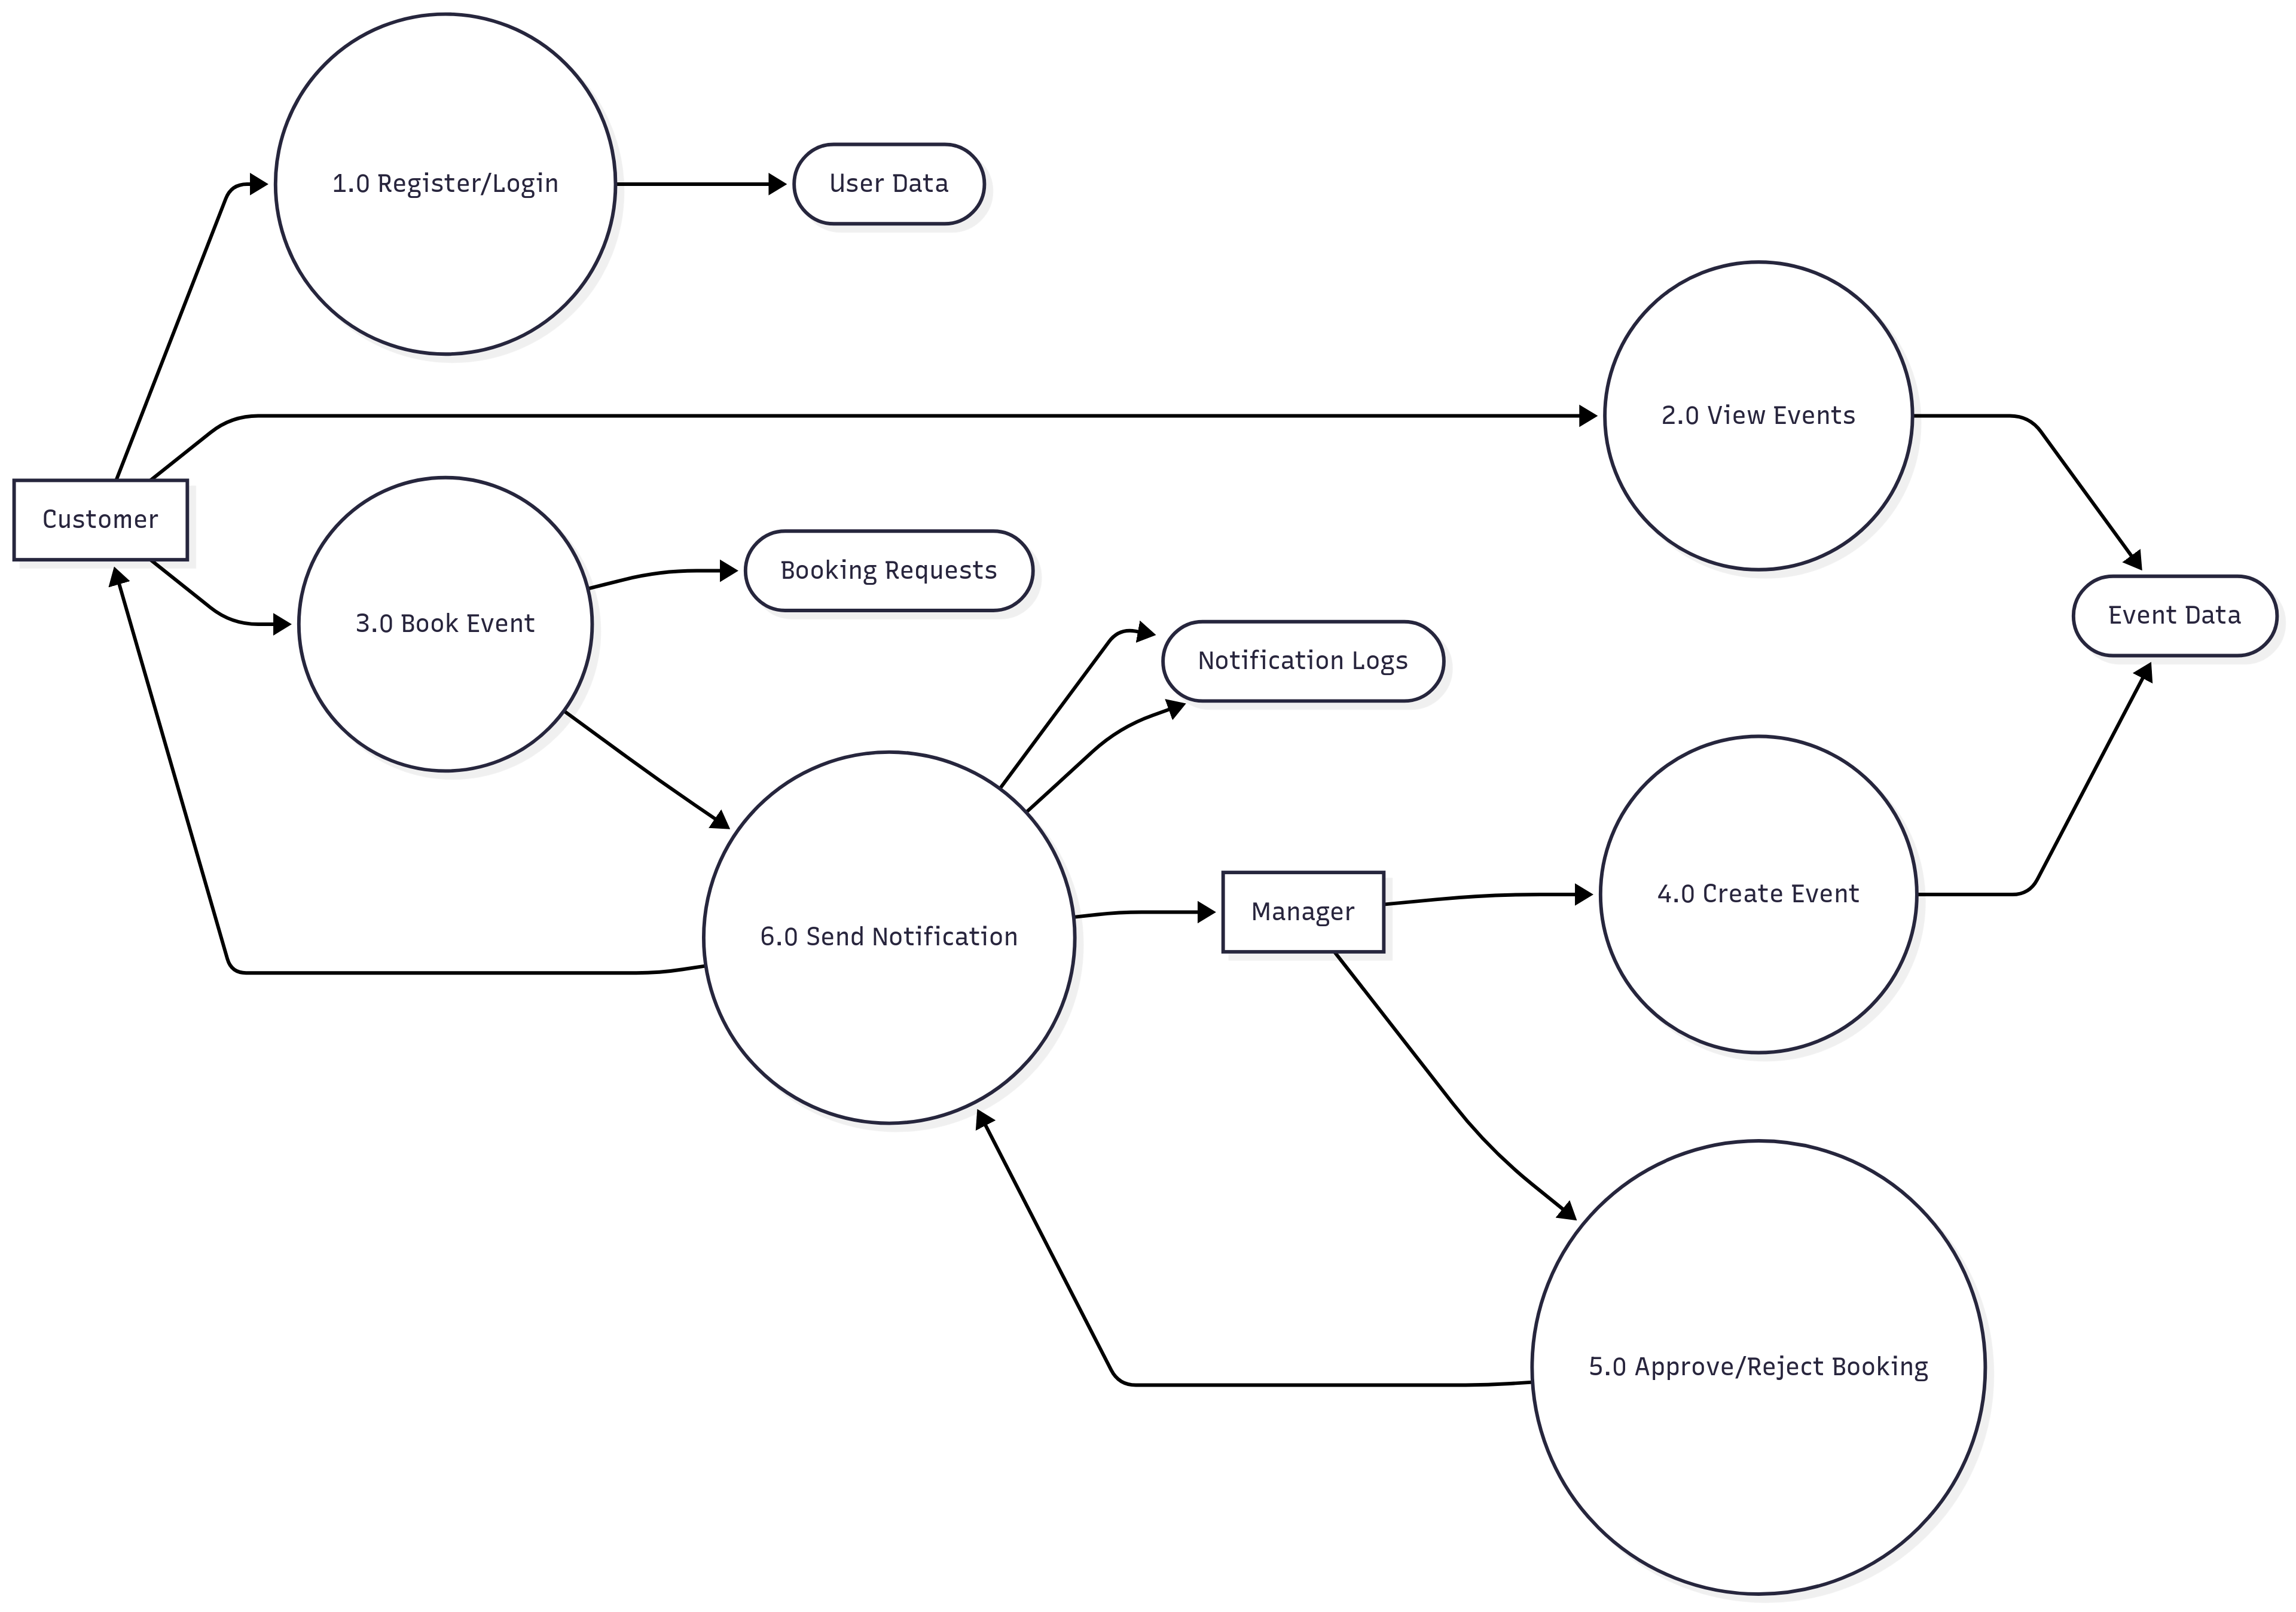 1.0 Register/Login
User Data
2.0 View Events
Customer
Booking Requests
3.0 Book Event
Event Data
Notification Logs
4.0 Create Event
Manager
6.0 Send Notification
5.0 Approve/Reject Booking